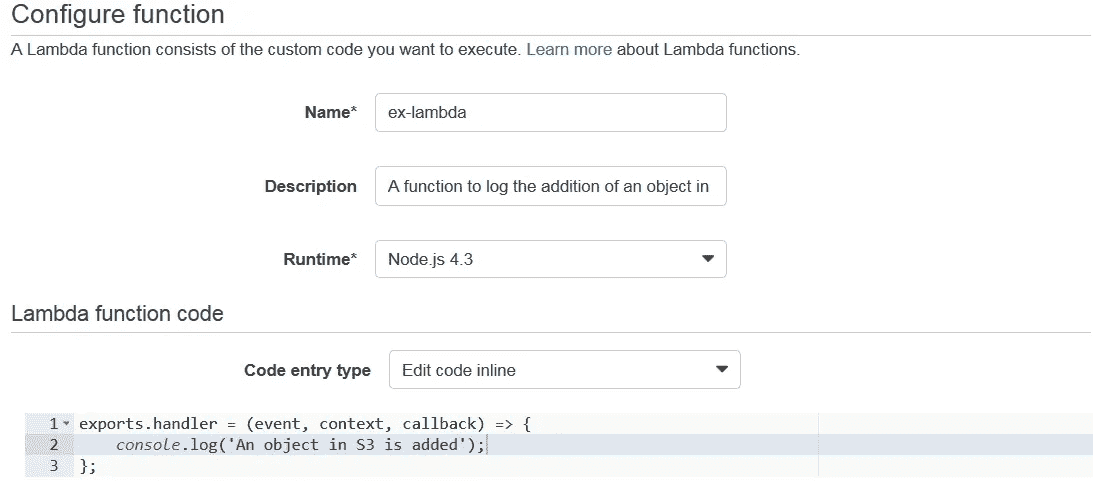 Configure function
A Lambda function consists of the custom code you want to execute. Learn more about Lambda functions.
Name* ex-lambda
Description A function to log the addition of an object in
Runtime* Node.js 4.3
Lambda function code
Code entry type Edit code inline
1 exports.handler = (event, context, callback) => {
2 console.log('An object in S3 is added');
3 };